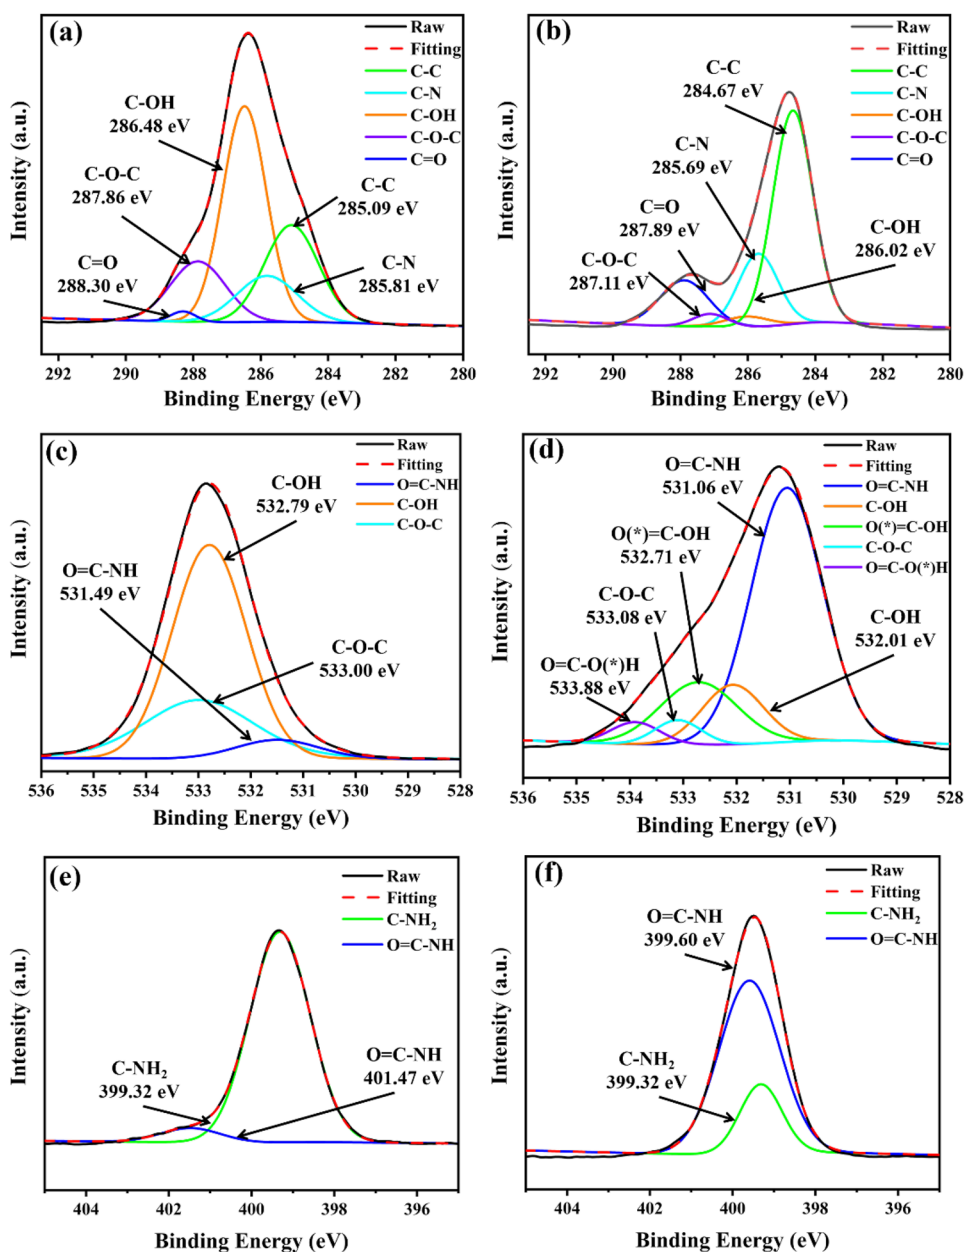 (a)
Raw
Fitting
C-C
C-N
C-OH
C-O-C
C=O
C-OH
286.48 eV
C-O-C
287.86 eV
C=O
288.30 eV
C-C
285.09 eV
C-N
285.81 eV
Intensity (a.u.)
292 290 288 286 284 282 280
Binding Energy (eV)
(b)
Raw
Fitting
C-C
C-N
C-OH
C-O-C
C=O
C-C
284.67 eV
C-N
285.69 eV
C=O
287.89 eV
C-O-C
287.11 eV
C-OH
286.02 eV
Intensity (a.u.)
292 290 288 286 284 282 280
Binding Energy (eV)
(c)
Raw
Fitting
O=C-NH
C-OH
C-O-C
C-OH
532.79 eV
O=C-NH
531.49 eV
C-O-C
533.00 eV
Intensity (a.u.)
536 535 534 533 532 531 530 529 528
Binding Energy (eV)
(d)
Raw
Fitting
O=C-NH
C-OH
O(*)=C-OH
C-O-C
O=C-O(*)H
O=C-NH
531.06 eV
O(*)=C-OH
532.71 eV
C-O-C
533.08 eV
O=C-O(*)H
533.88 eV
C-OH
532.01 eV
Intensity (a.u.)
536 535 534 533 532 531 530 529 528
Binding Energy (eV)
(e)
Raw
Fitting
C-NH₂
O=C-NH
C-NH₂
399.32 eV
O=C-NH
401.47 eV
Intensity (a.u.)
404 402 400 398 396
Binding Energy (eV)
(f)
Raw
Fitting
C-NH₂
O=C-NH
O=C-NH
399.60 eV
C-NH₂
399.32 eV
Intensity (a.u.)
404 402 400 398 396
Binding Energy (eV)